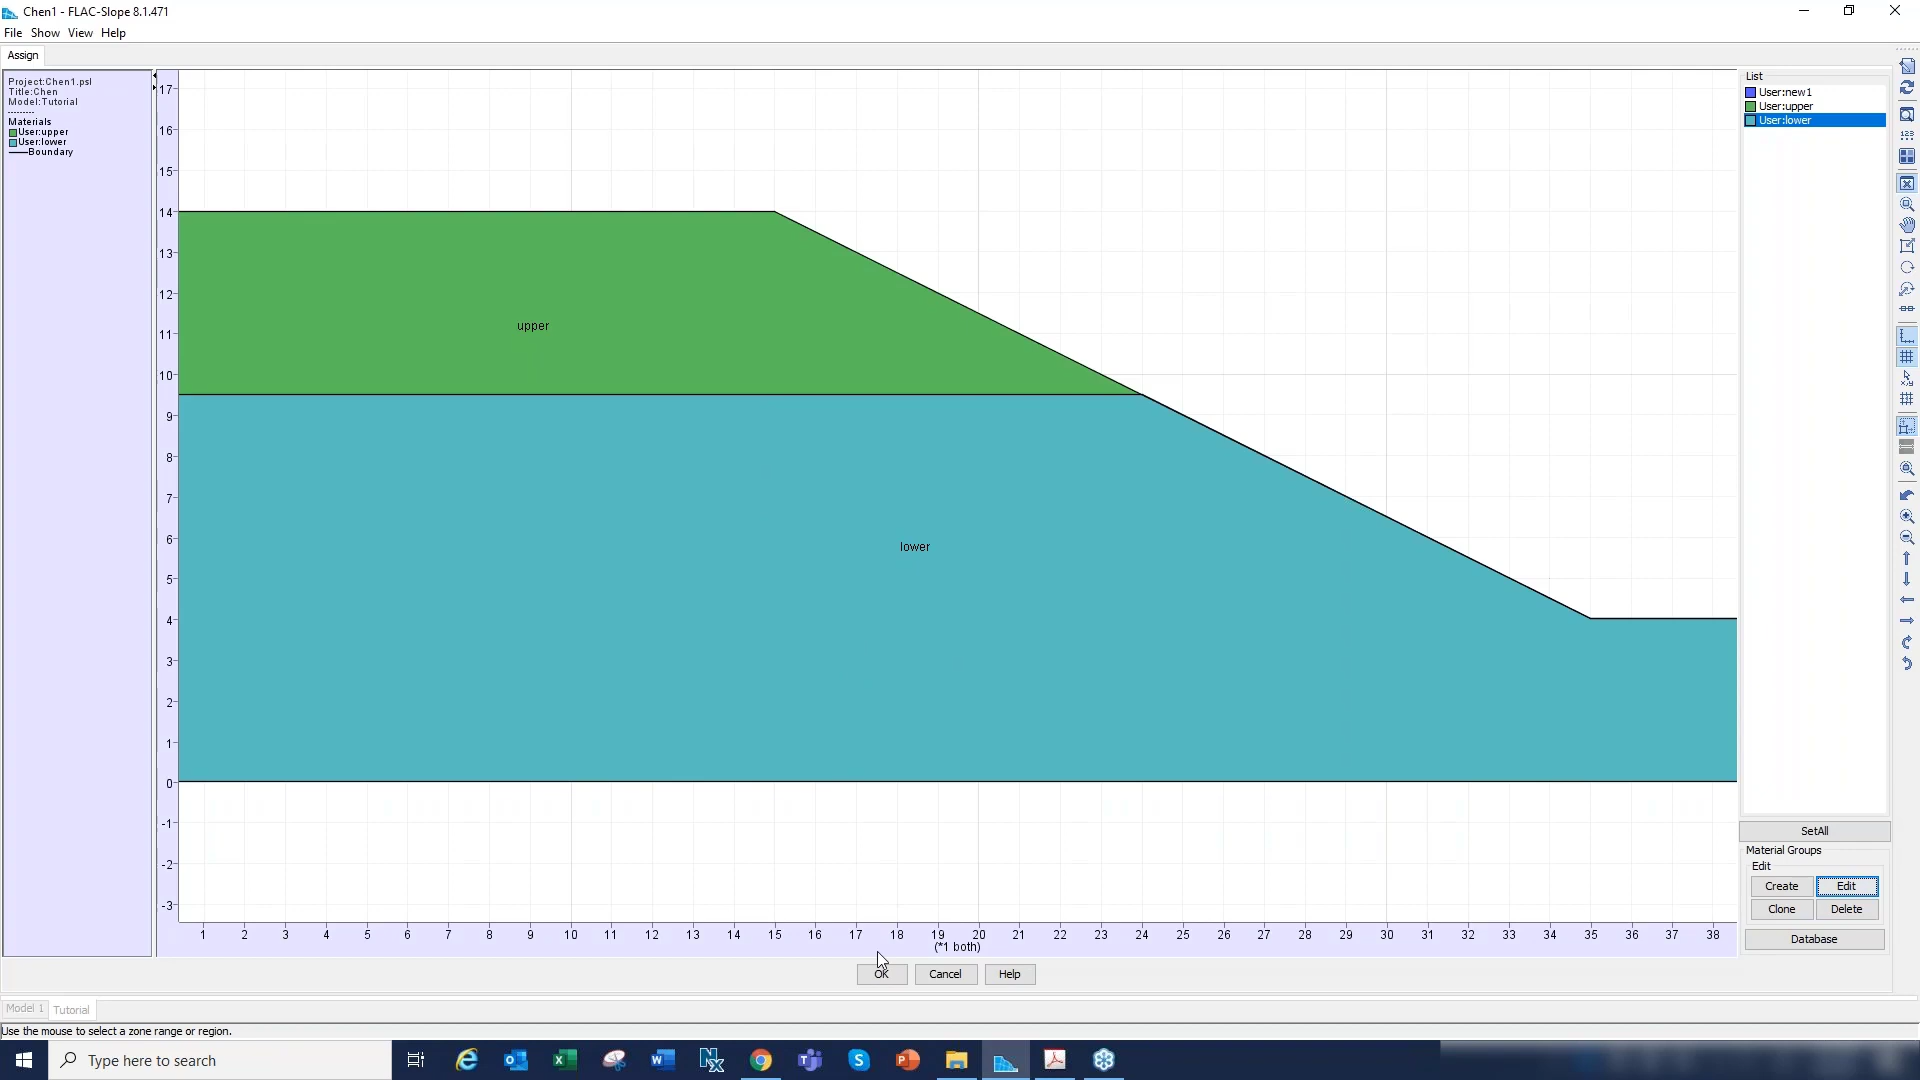 Chen1 - FLAC-Slope 8.1.471
File Show View Help
Assign
Project:Chen1.psl
Title:Chen
Model:Tutorial
Materials
User:upper
User:lower
Boundary
17
16
15
14
13
12
11
10
9
8
7
6
5
4
3
2
1
0
-1
-2
-3
upper
lower
1 2 3 4 5 6 7 8 9 10 11 12 13 14 15 16 17 18 19 20 21 22 23 24 25 26 27 28 29 30 31 32 33 34 35 36 37 38
(*1 both)
List
User:new1
User:upper
User:lower
SetAll
Material Groups
Edit
Create Edit
Clone Delete
Database
OK Cancel Help
Model 1 Tutorial
Use the mouse to select a zone range or region.
Type here to search